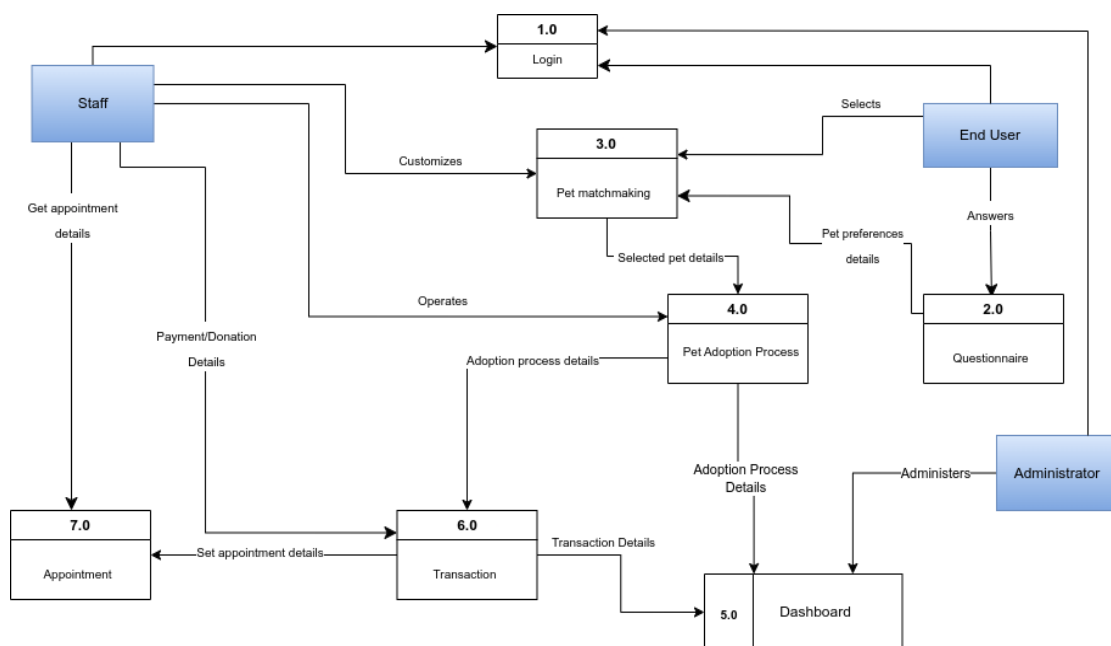 1.0
Login
Staff
Selects
End User
3.0
Customizes
Pet matchmaking
Get appointment
details
Answers
Pet preferences
details
Selected pet details
Operates
4.0
2.0
Payment/Donation
Details
Pet Adoption Process
Adoption process details
Questionnaire
Adoption Process
Details
Administers
Administrator
7.0
6.0
Transaction Details
Set appointment details
Appointment
Transaction
5.0
Dashboard